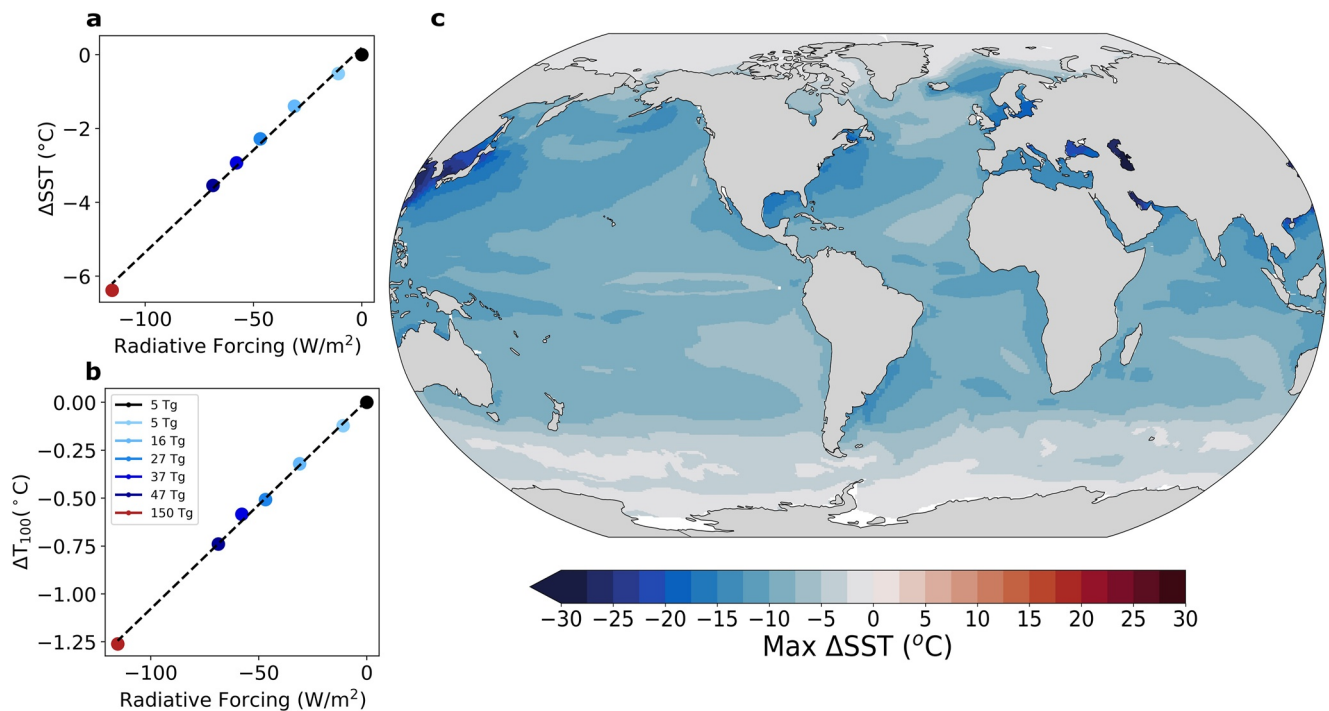 a
0
−2
−4
−6
ΔSST (°C)
−100 −50 0
Radiative Forcing (W/m²)
b
0.00
−0.25
−0.50
−0.75
−1.00
−1.25
ΔT₁₀₀(°C)
5 Tg
5 Tg
16 Tg
27 Tg
37 Tg
47 Tg
150 Tg
−100 −50 0
Radiative Forcing (W/m²)
c
−30 −25 −20 −15 −10 −5 0 5 10 15 20 25 30
Max ΔSST (°C)